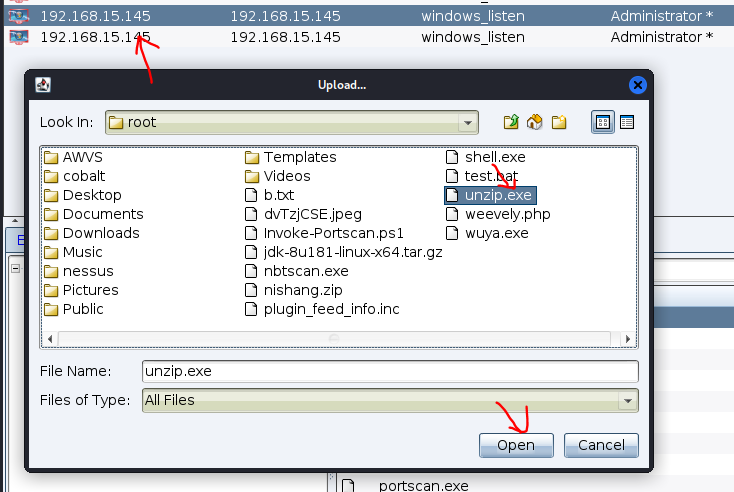 192.168.15.145 192.168.15.145 windows_listen Administrator *
192.168.15.145 192.168.15.145 windows_listen Administrator *
Upload...
Look In: root
AWVS Templates shell.exe
cobalt Videos test.bat
Desktop b.txt unzip.exe
Documents dvTzjCSE.jpeg weevely.php
Downloads Invoke-Portscan.ps1 wuya.exe
Music jdk-8u181-linux-x64.tar.gz
nessus nbtscan.exe
Pictures nishang.zip
Public plugin_feed_info.inc
File Name: unzip.exe
Files of Type: All Files
Open Cancel
portscan.exe